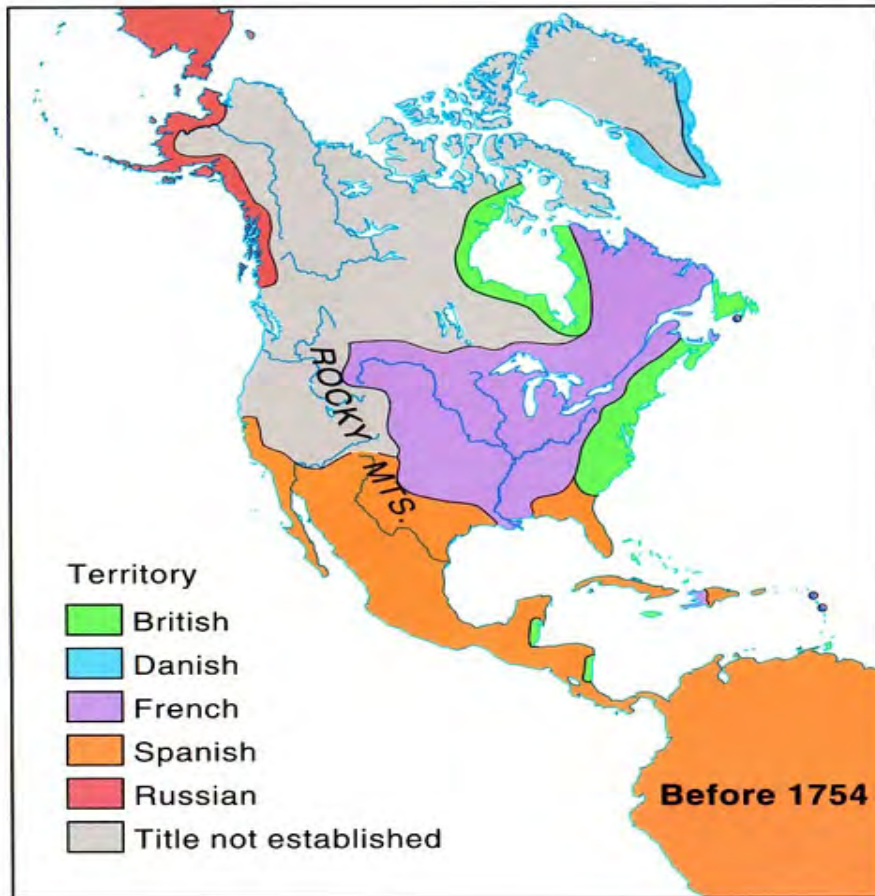 ROCKY MTS.
Territory
British
Danish
French
Spanish
Russian
Title not established
Before 1754